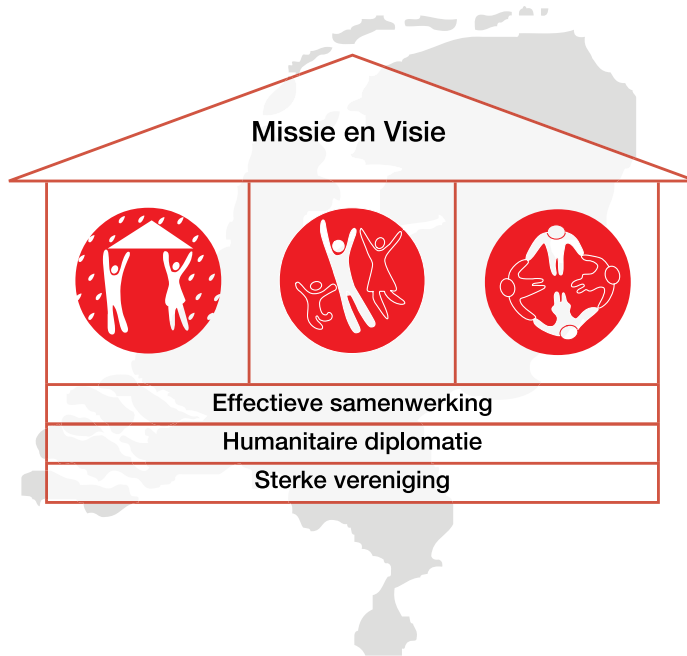 Missie en Visie
Effectieve samenwerking
Humanitaire diplomatie
Sterke vereniging